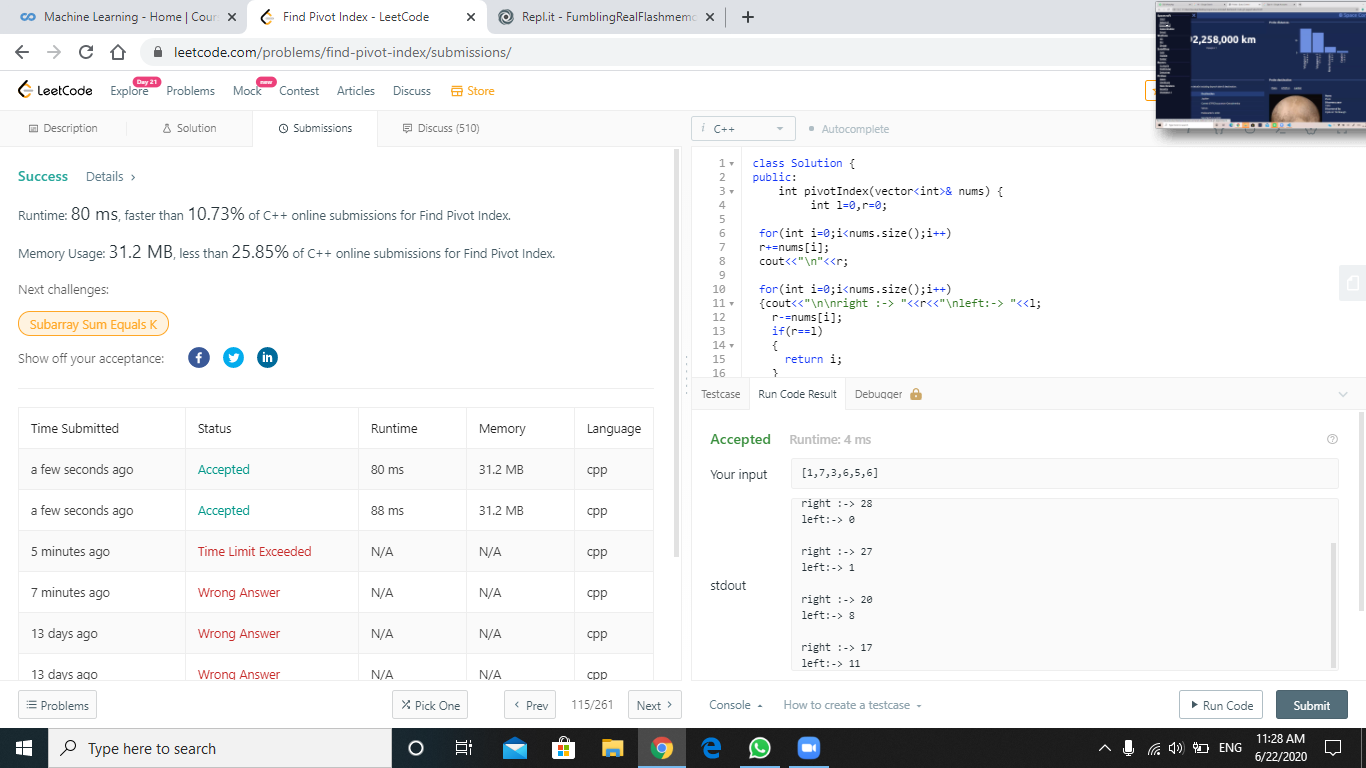 Machine Learning - Home | Cour
Find Pivot Index - LeetCode
Repl.it - FumblingRealFlashmemo
leetcode.com/problems/find-pivot-index/submissions/
LeetCode
Explore
Day 21
Problems
Mock
new
Contest
Articles
Discuss
Store
92,258,000 km
Description
Solution
Submissions
Discuss (510)
i C++
Autocomplete
Success
Details ›
Runtime: 80 ms, faster than 10.73% of C++ online submissions for Find Pivot Index.
Memory Usage: 31.2 MB, less than 25.85% of C++ online submissions for Find Pivot Index.
Next challenges:
Subarray Sum Equals K
Show off your acceptance:
Time Submitted Status Runtime Memory Language
a few seconds ago Accepted 80 ms 31.2 MB cpp
a few seconds ago Accepted 88 ms 31.2 MB cpp
5 minutes ago Time Limit Exceeded N/A N/A cpp
7 minutes ago Wrong Answer N/A N/A cpp
13 days ago Wrong Answer N/A N/A cpp
13 days ago Wrong Answer N/A N/A cpp
1 class Solution {
2 public:
3 int pivotIndex(vector<int>& nums) {
4 int l=0,r=0;
5
6 for(int i=0;i<nums.size();i++)
7 r+=nums[i];
8 cout<<"\n"<<r;
9
10 for(int i=0;i<nums.size();i++)
11 {cout<<"\n\nright :-> "<<r<<"\nleft:-> "<<l;
12 r-=nums[i];
13 if(r==l)
14 {
15 return i;
16 }
Testcase
Run Code Result
Debugger
Accepted Runtime: 4 ms
Your input
[1,7,3,6,5,6]
stdout
right :-> 28
left:-> 0
right :-> 27
left:-> 1
right :-> 20
left:-> 8
right :-> 17
left:-> 11
Problems
Pick One
‹ Prev
115/261
Next ›
Console
How to create a testcase
Run Code
Submit
Type here to search
ENG
11:28 AM
6/22/2020